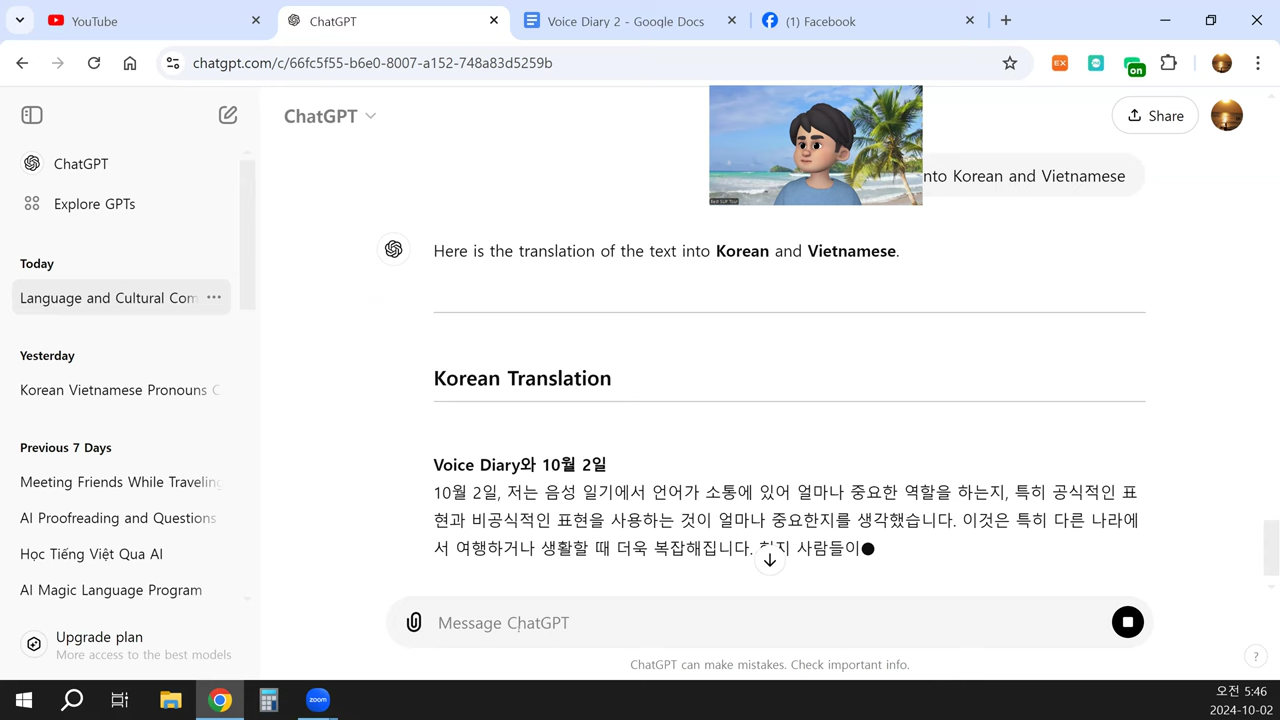 YouTube
ChatGPT
Voice Diary 2 - Google Docs
(1) Facebook
chatgpt.com/c/66fc5f55-b6e0-8007-a152-748a83d5259b
EX
on
ChatGPT
Share
ChatGPT
Explore GPTs
Today
Language and Cultural Com
Yesterday
Korean Vietnamese Pronouns
Previous 7 Days
Meeting Friends While Traveling
AI Proofreading and Questions
Học Tiếng Việt Qua AI
AI Magic Language Program
Upgrade plan
More access to the best models
nto Korean and Vietnamese
Here is the translation of the text into Korean and Vietnamese.
Korean Translation
Voice Diary와 10월 2일
10월 2일, 저는 음성 일기에서 언어가 소통에 있어 얼마나 중요한 역할을 하는지, 특히 공식적인 표
현과 비공식적인 표현을 사용하는 것이 얼마나 중요한지를 생각했습니다. 이것은 특히 다른 나라에
서 여행하거나 생활할 때 더욱 복잡해집니다. 사람들이
Message ChatGPT
ChatGPT can make mistakes. Check important info.
?
zoom
오전 5:46
2024-10-02